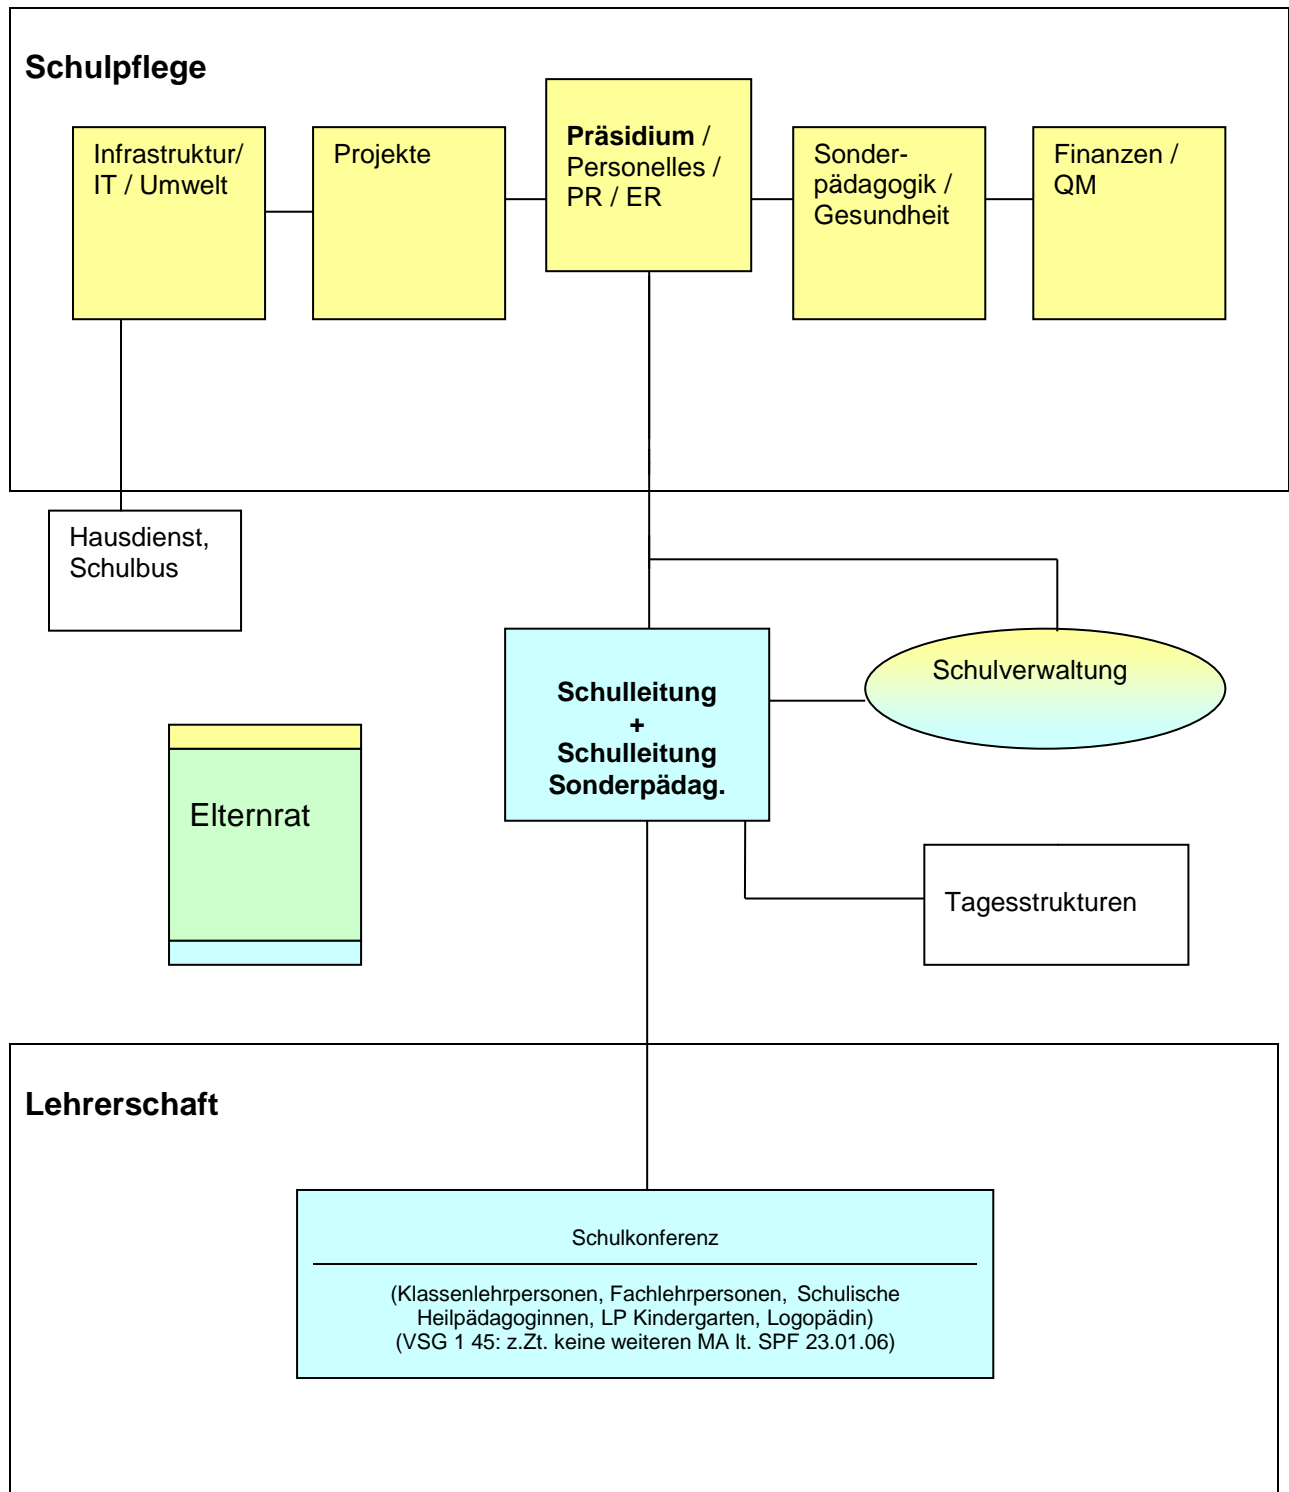 Schulpflege
Infrastruktur/
IT / Umwelt
Projekte
Präsidium /
Personelles /
PR / ER
Sonder-
pädagogik /
Gesundheit
Finanzen /
QM
Hausdienst,
Schulbus
Schulleitung
+
Schulleitung
Sonderpädag.
Schulverwaltung
Elternrat
Tagesstrukturen
Lehrerschaft
Schulkonferenz
(Klassenlehrpersonen, Fachlehrpersonen, Schulische
Heilpädagoginnen, LP Kindergarten, Logopädin)
(VSG 1 45: z.Zt. keine weiteren MA lt. SPF 23.01.06)